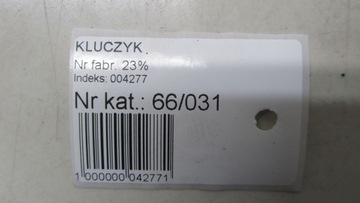 KLUCZYK.
Nr fabr. 23%
Indeks: 004277
Nr kat.: 66/031
1 000000 042771